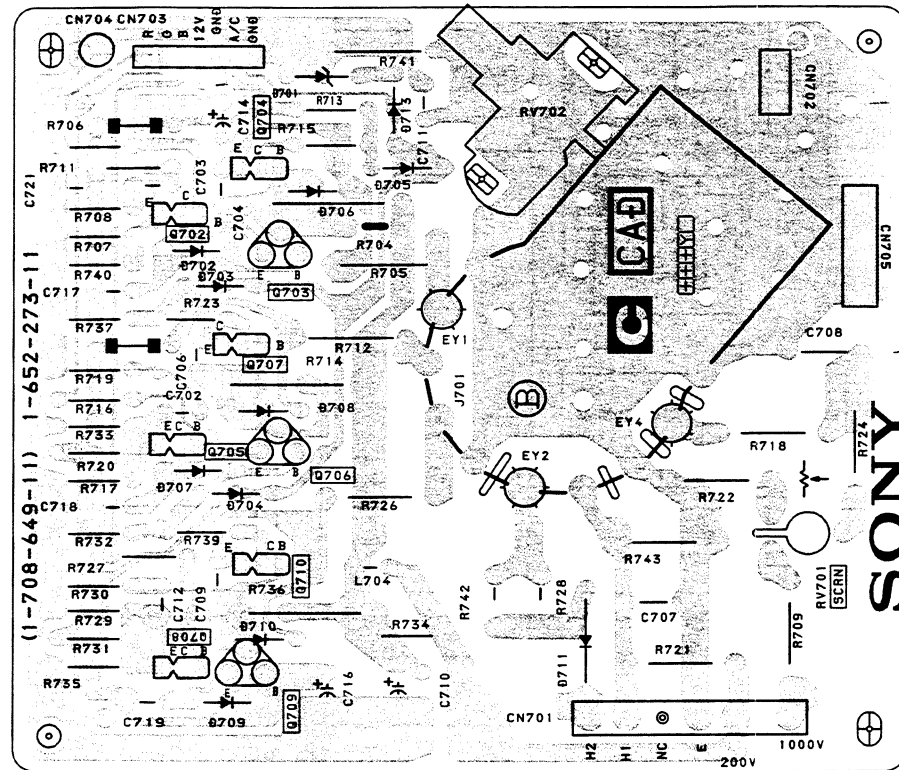 CN704 CN703
R
G
B
12V
GND
A/C
GND
R741
D701
R713
D713
C714
Q704
R715
C711
RV702
CN702
R706
R711
C721
C703
E C B
D705
D706
R708
E
C
B
Q702
C704
R704
R707
D702
R705
E B
CN705
CAD
C
R740
D703
Q703
C717
R723
R737
C
E B
R712
EY1
C708
Q707
R714
C706
R719
C702
J701
D708
R716
B
EY4
R733
E C B
R718
R724
Q705
R720
E B
EY2
SONY
D707
Q706
R717
D704
R726
R722
C718
R732
R739
E C B
R743
R727
Q710
L704
R736
R730
C712
C709
R742
R728
RV701
SCRN
R729
C707
Q708
D710
R734
R709
R731
E C B
D711
R721
R735
E B
C716
C710
C719
D709
Q709
CN701
H2
H1
NC
E
200V
1000V
(1-708-649-11) 1-652-273-11